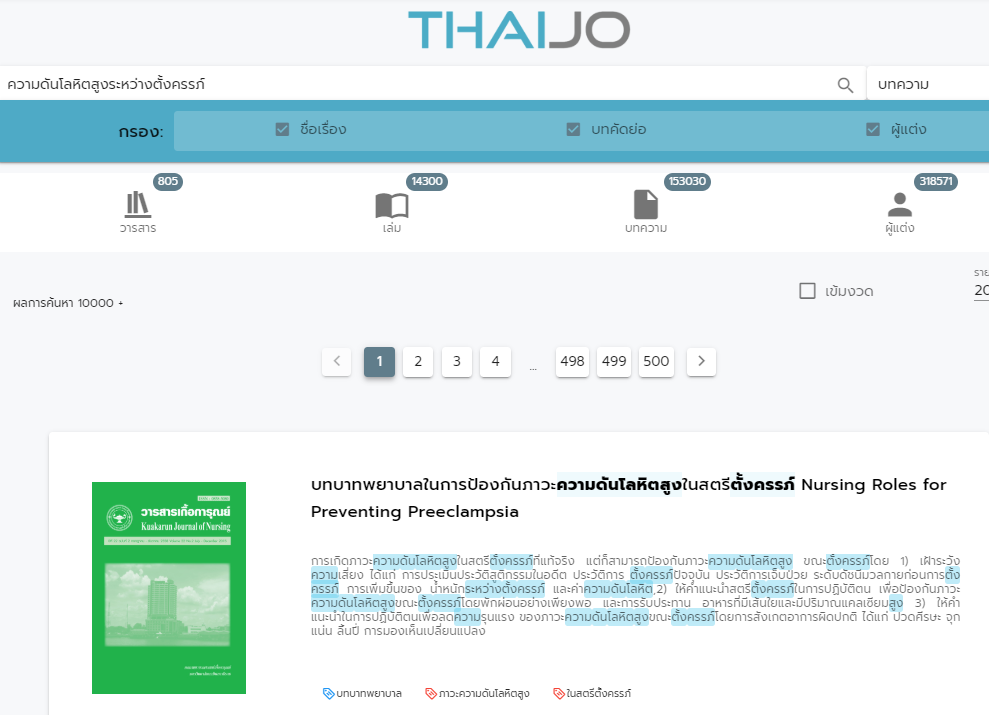 THAIJO
ความดันโลหิตสูงระหว่างตั้งครรภ์
บทความ
กรอง:
ชื่อเรื่อง
บทคัดย่อ
ผู้แต่ง
805
14300
153030
318571
วารสาร
เล่ม
บทความ
ผู้แต่ง
ผลการค้นหา 10000 +
เข้มงวด
ราย
20
1 2 3 4 ... 498 499 500
บทบาทพยาบาลในการป้องกันภาวะความดันโลหิตสูงในสตรีตั้งครรภ์ Nursing Roles for
Preventing Preeclampsia
วารสารเกื้อการุณย์
Kuakarun Journal of Nursing
การเกิดภาวะความดันโลหิตสูงในสตรีตั้งครรภ์ที่แท้จริง แต่ก็สามารถป้องกันภาวะความดันโลหิตสูง ขณะตั้งครรภ์โดย 1) เฝ้าระวัง
ความเสี่ยง ได้แก่ การประเมินประวัติสูติกรรมในอดีต ประวัติการ ตั้งครรภ์ปัจจุบัน ประวัติการเจ็บป่วย ระดับดัชนีมวลกายก่อนการตั้ง
ครรภ์ การเพิ่มขึ้นของ น้ำหนักระหว่างตั้งครรภ์ และค่าความดันโลหิต,2) ให้คำแนะนำสตรีตั้งครรภ์ในการปฏิบัติตน เพื่อป้องกันภาวะ
ความดันโลหิตสูงขณะตั้งครรภ์โดยพักผ่อนอย่างเพียงพอ และการรับประทาน อาหารที่มีเส้นใยและมีปริมาณแคลเซียมสูง 3) ให้คำ
แนะนำในการปฏิบัติตนเพื่อลดความรุนแรง ของภาวะความดันโลหิตสูงขณะตั้งครรภ์โดยการสังเกตอาการผิดปกติ ได้แก่ ปวดศีรษะ จุก
แน่น ลิ้นปี่ การมองเห็นเปลี่ยนแปลง
บทบาทพยาบาล
ภาวะความดันโลหิตสูง
ในสตรีตั้งครรภ์